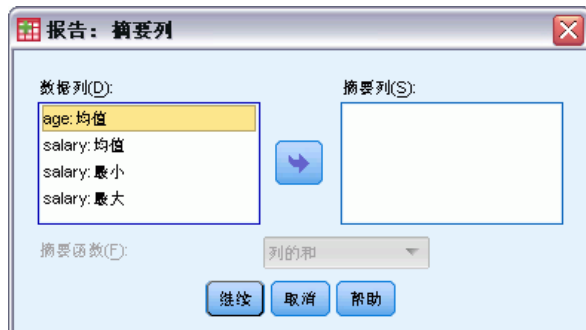 报告：摘要列
数据列(D):
摘要列(S):
age:均值
salary:均值
salary:最小
salary:最大
摘要函数(F):
列的和
继续
取消
帮助